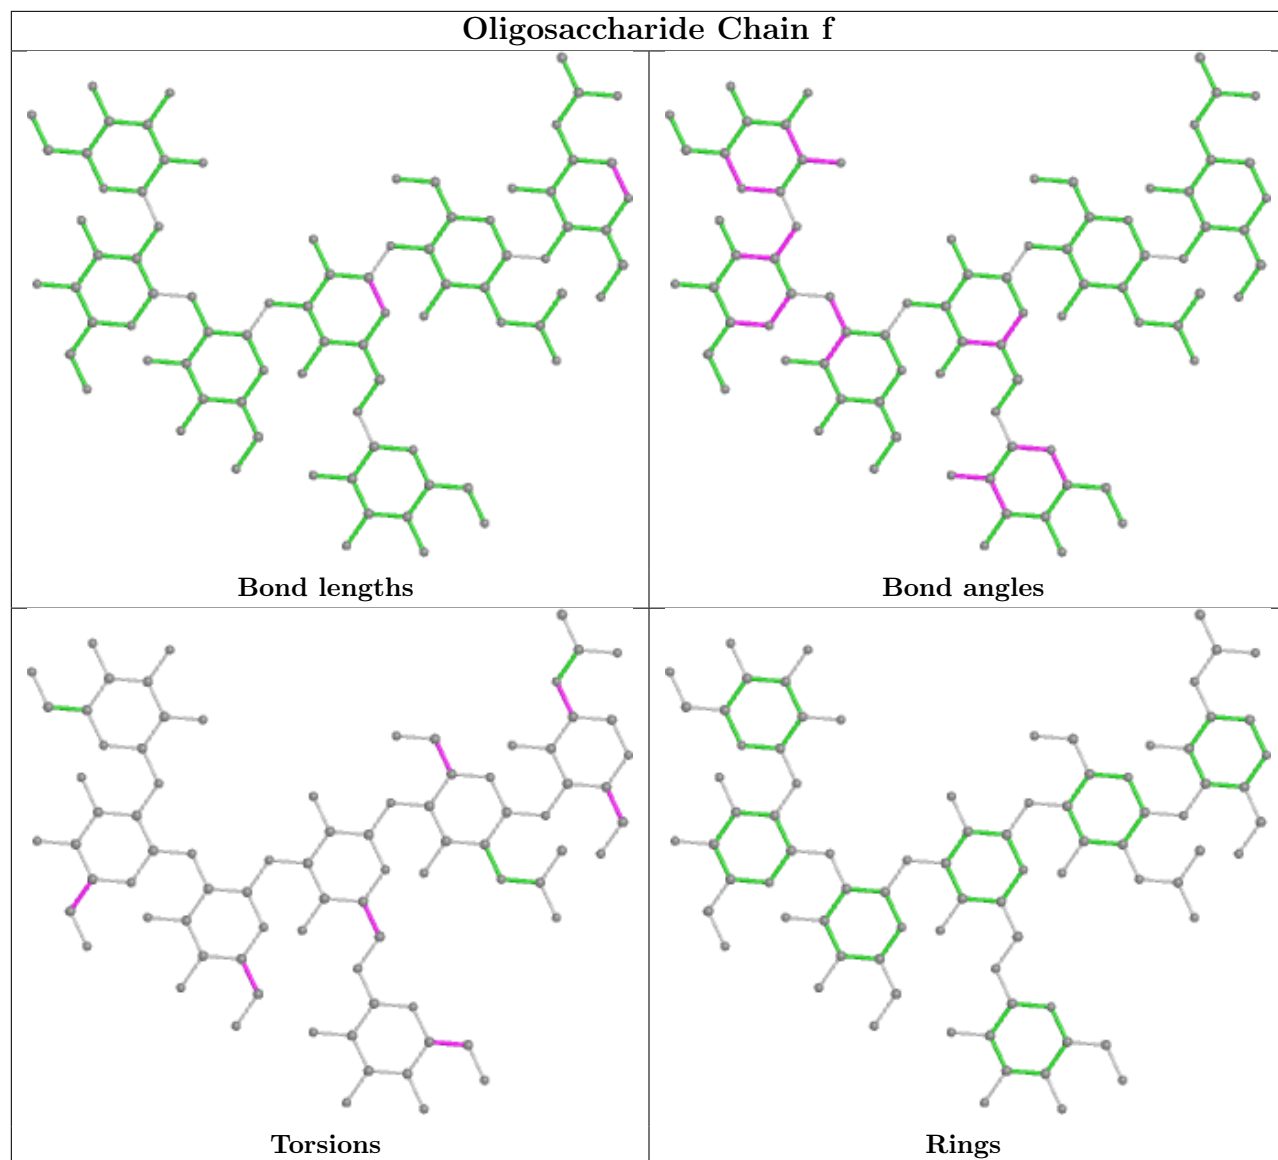 Oligosaccharide Chain f
Bond lengths
Bond angles
Torsions
Rings